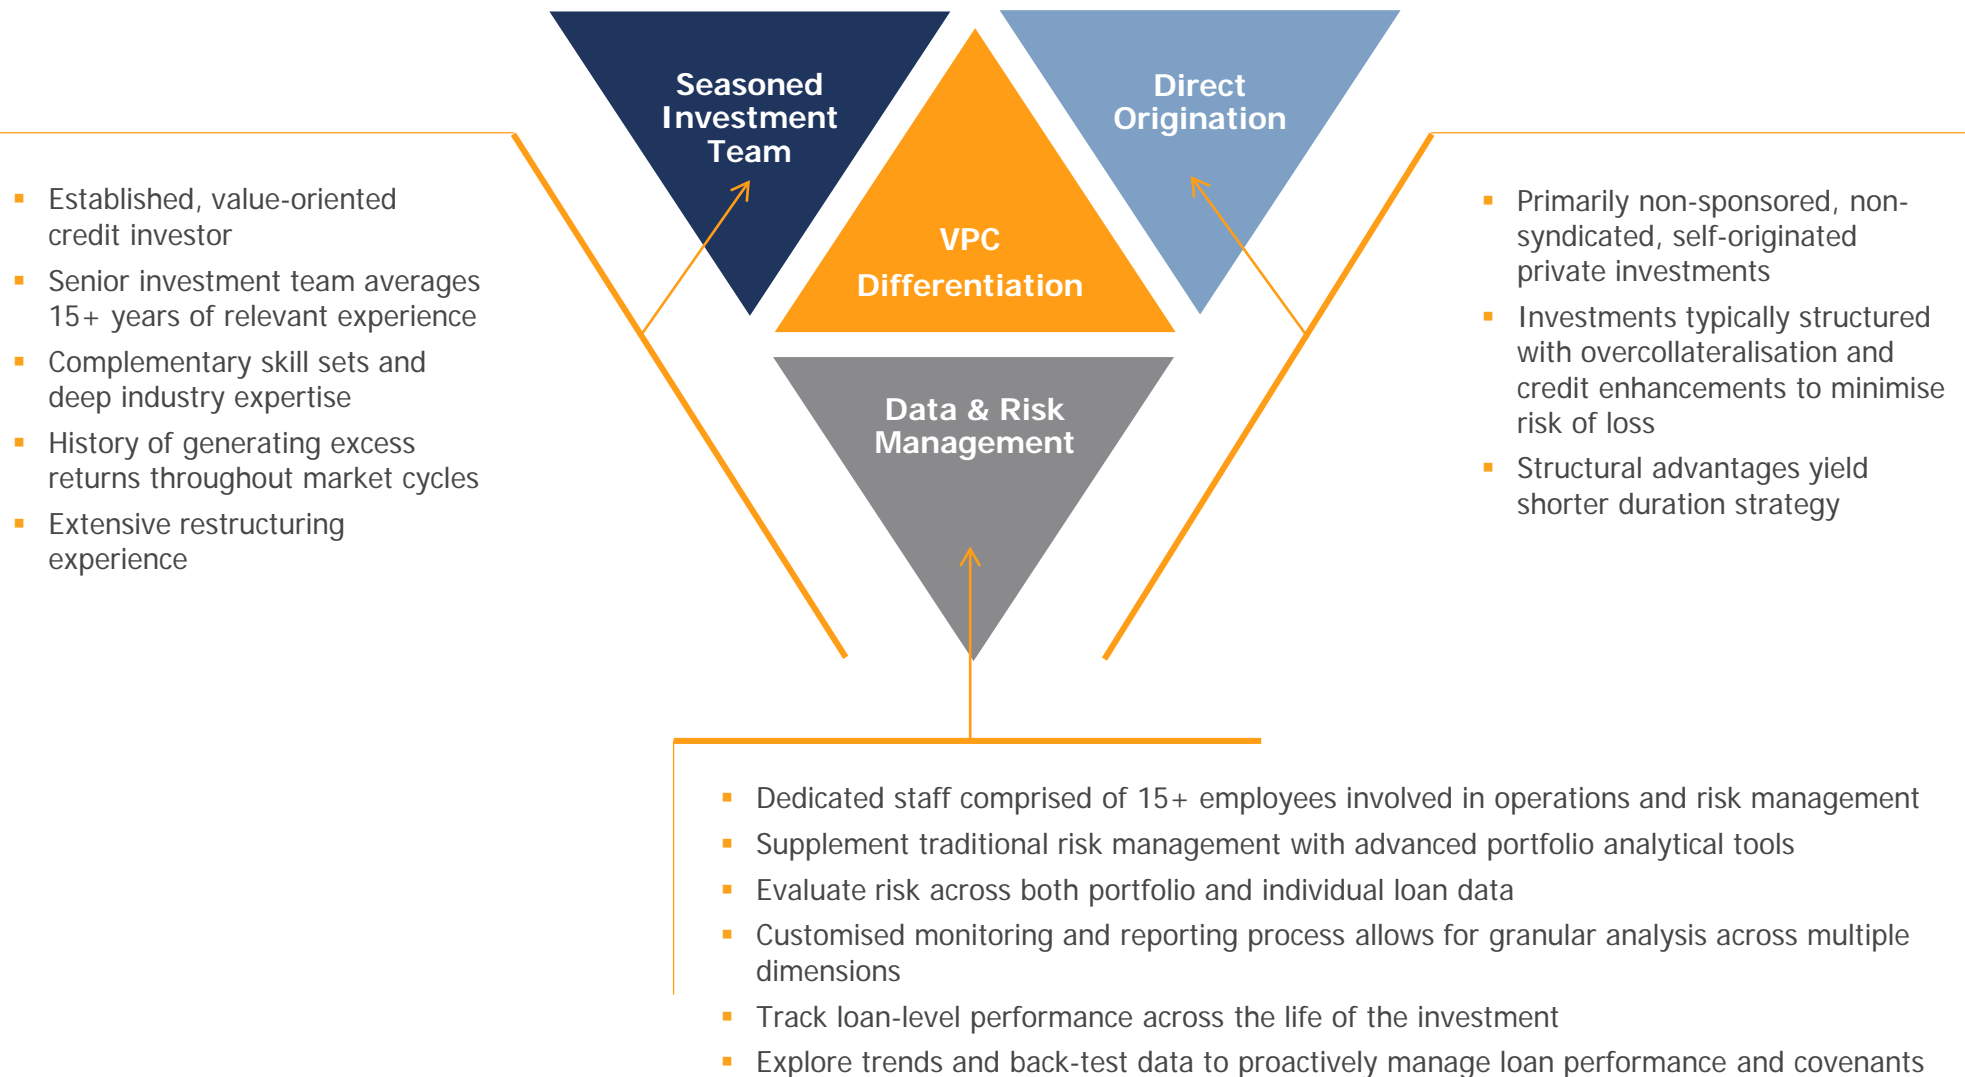 Seasoned
Investment
Team
Direct
Origination
VPC
Differentiation
Data & Risk
Management
▪ Established, value-oriented
credit investor
▪ Senior investment team averages
15+ years of relevant experience
▪ Complementary skill sets and
deep industry expertise
▪ History of generating excess
returns throughout market cycles
▪ Extensive restructuring
experience
▪ Primarily non-sponsored, non-
syndicated, self-originated
private investments
▪ Investments typically structured
with overcollateralisation and
credit enhancements to minimise
risk of loss
▪ Structural advantages yield
shorter duration strategy
▪ Dedicated staff comprised of 15+ employees involved in operations and risk management
▪ Supplement traditional risk management with advanced portfolio analytical tools
▪ Evaluate risk across both portfolio and individual loan data
▪ Customised monitoring and reporting process allows for granular analysis across multiple
dimensions
▪ Track loan-level performance across the life of the investment
▪ Explore trends and back-test data to proactively manage loan performance and covenants